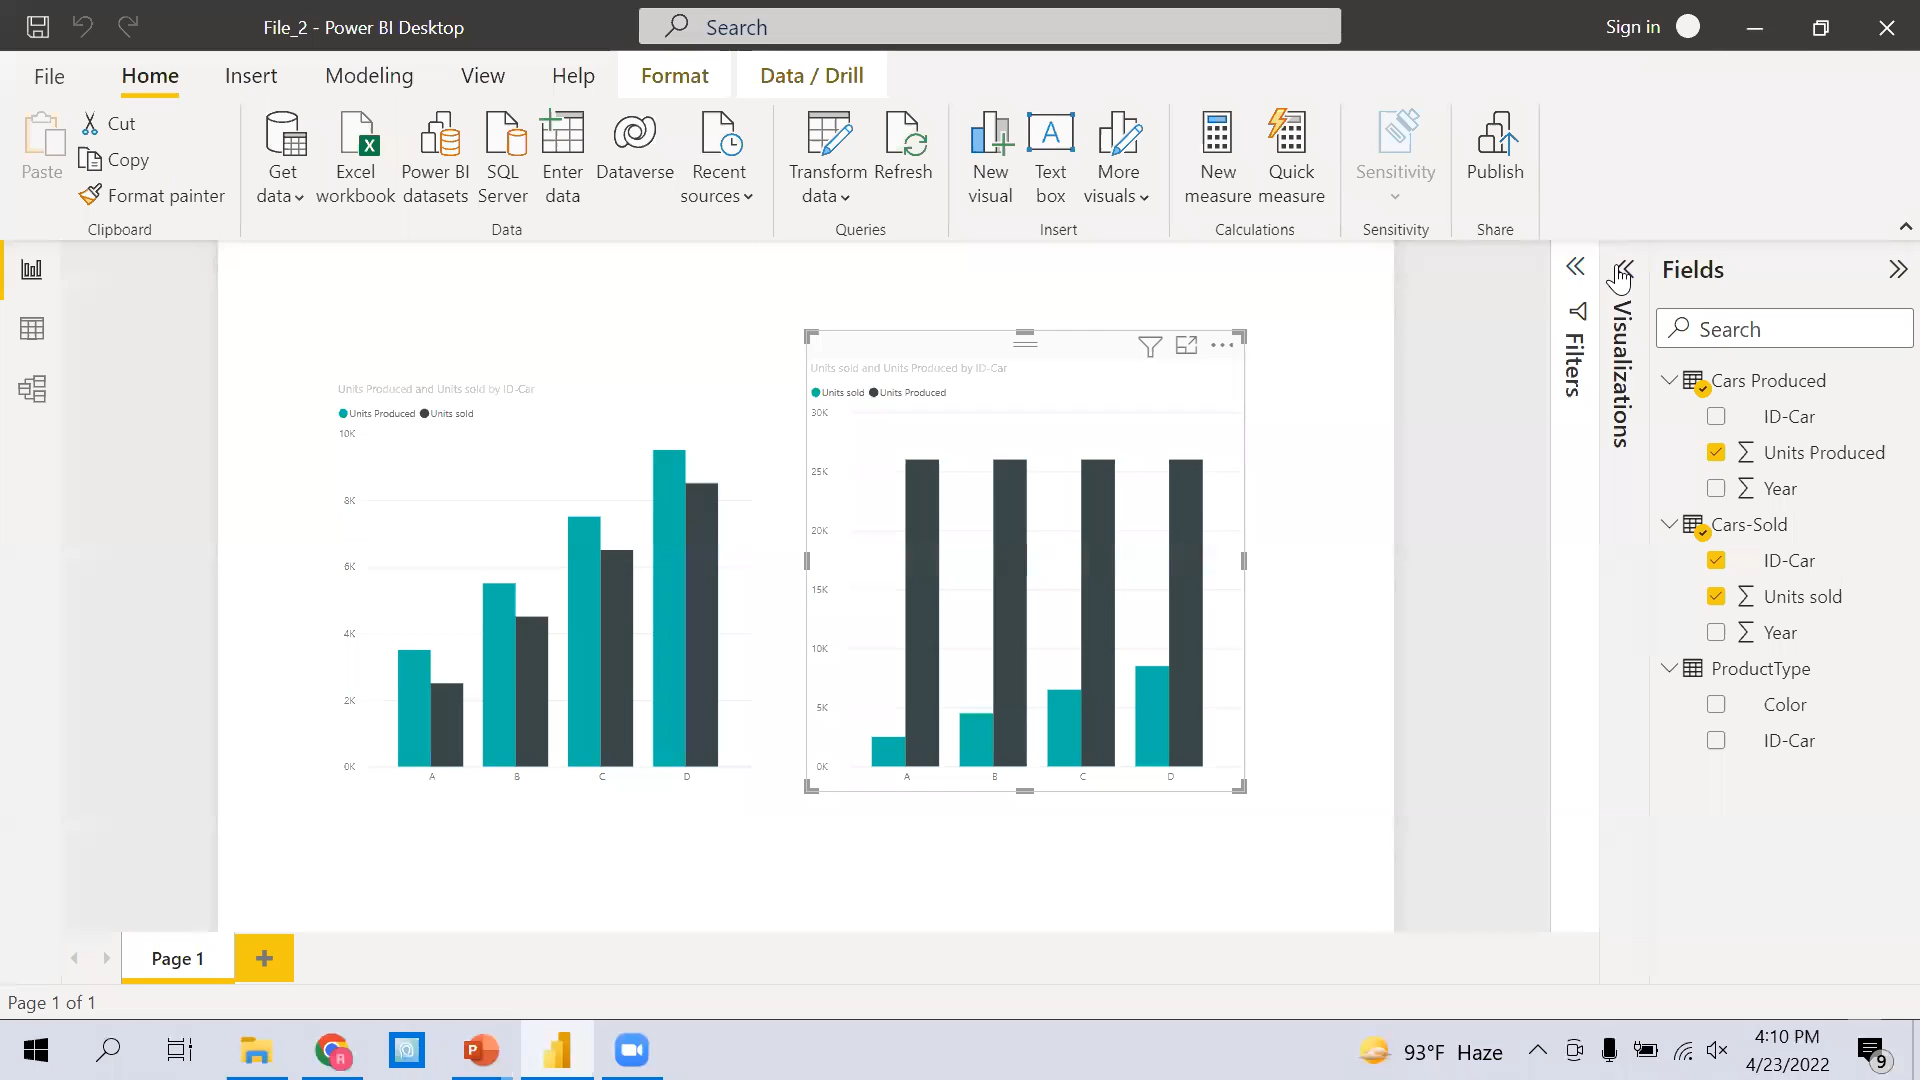 File_2 - Power BI Desktop
Search
Sign in
File
Home
Insert
Modeling
View
Help
Format
Data / Drill
Paste
Cut
Copy
Format painter
Clipboard
Get data
Excel workbook
Power BI datasets
SQL Server
Enter data
Dataverse
Recent sources
Data
Transform data
Refresh
Queries
New visual
Text box
More visuals
Insert
New measure
Quick measure
Calculations
Sensitivity
Sensitivity
Publish
Share
Units Produced and Units sold by ID-Car
Units Produced Units sold
10K
8K
6K
4K
2K
0K
A B C D
Units sold and Units Produced by ID-Car
Units sold Units Produced
30K
25K
20K
15K
10K
5K
0K
A B C D
Filters
Visualizations
Fields
Search
Cars Produced
ID-Car
Units Produced
Year
Cars-Sold
ID-Car
Units sold
Year
ProductType
Color
ID-Car
Page 1
Page 1 of 1
93°F Haze
4:10 PM
4/23/2022
9